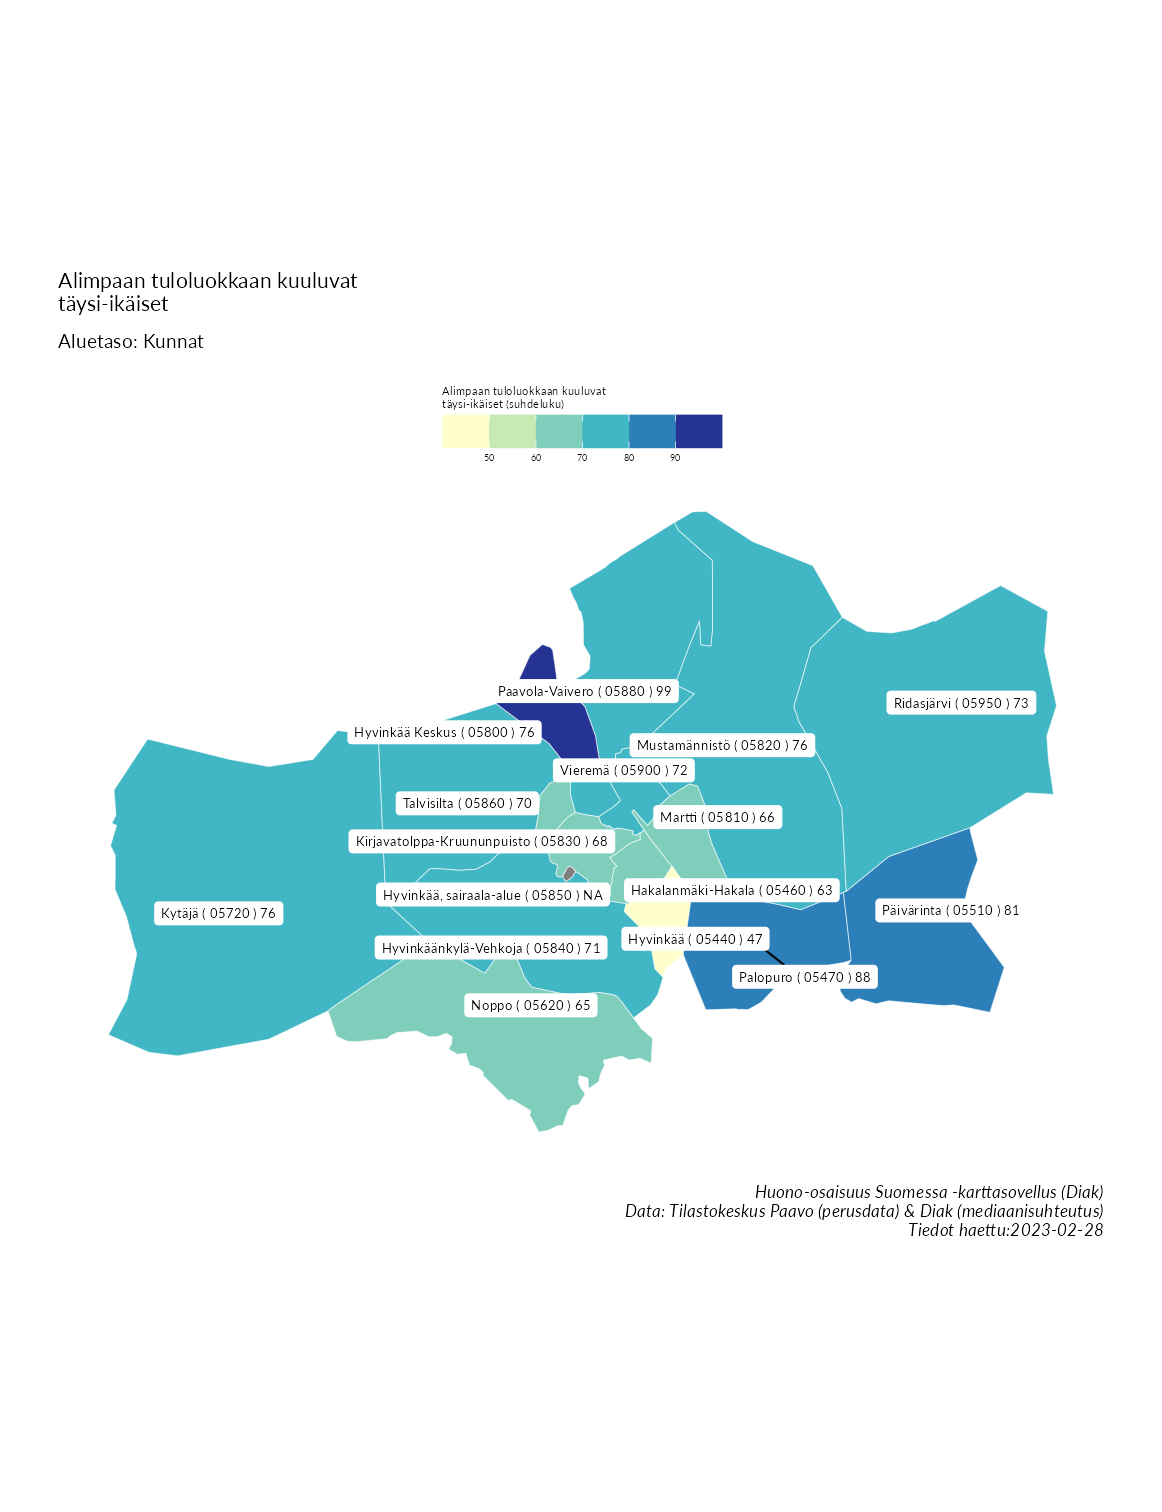 Alimpaan tuloluokkaan kuuluvat
täysi-ikäiset
Aluetaso: Kunnat
Alimpaan tuloluokkaan kuuluvat
täysi-ikäiset (suhdeluku)
50 60 70 80 90
Paavola-Vaivero ( 05880 ) 99
Ridasjärvi ( 05950 ) 73
Hyvinkää Keskus ( 05800 ) 76
Mustamännistö ( 05820 ) 76
Vieremä ( 05900 ) 72
Talvisilta ( 05860 ) 70
Martti ( 05810 ) 66
Kirjavatolppa-Kruununpuisto ( 05830 ) 68
Hakalanmäki-Hakala ( 05460 ) 63
Hyvinkää, sairaala-alue ( 05850 ) NA
Kytäjä ( 05720 ) 76
Päivärinta ( 05510 ) 81
Hyvinkää ( 05440 ) 47
Hyvinkäänkylä-Vehkoja ( 05840 ) 71
Palopuro ( 05470 ) 88
Noppo ( 05620 ) 65
Huono-osaisuus Suomessa -karttasovellus (Diak)
Data: Tilastokeskus Paavo (perusdata) & Diak (mediaanisuhteutus)
Tiedot haettu:2023-02-28